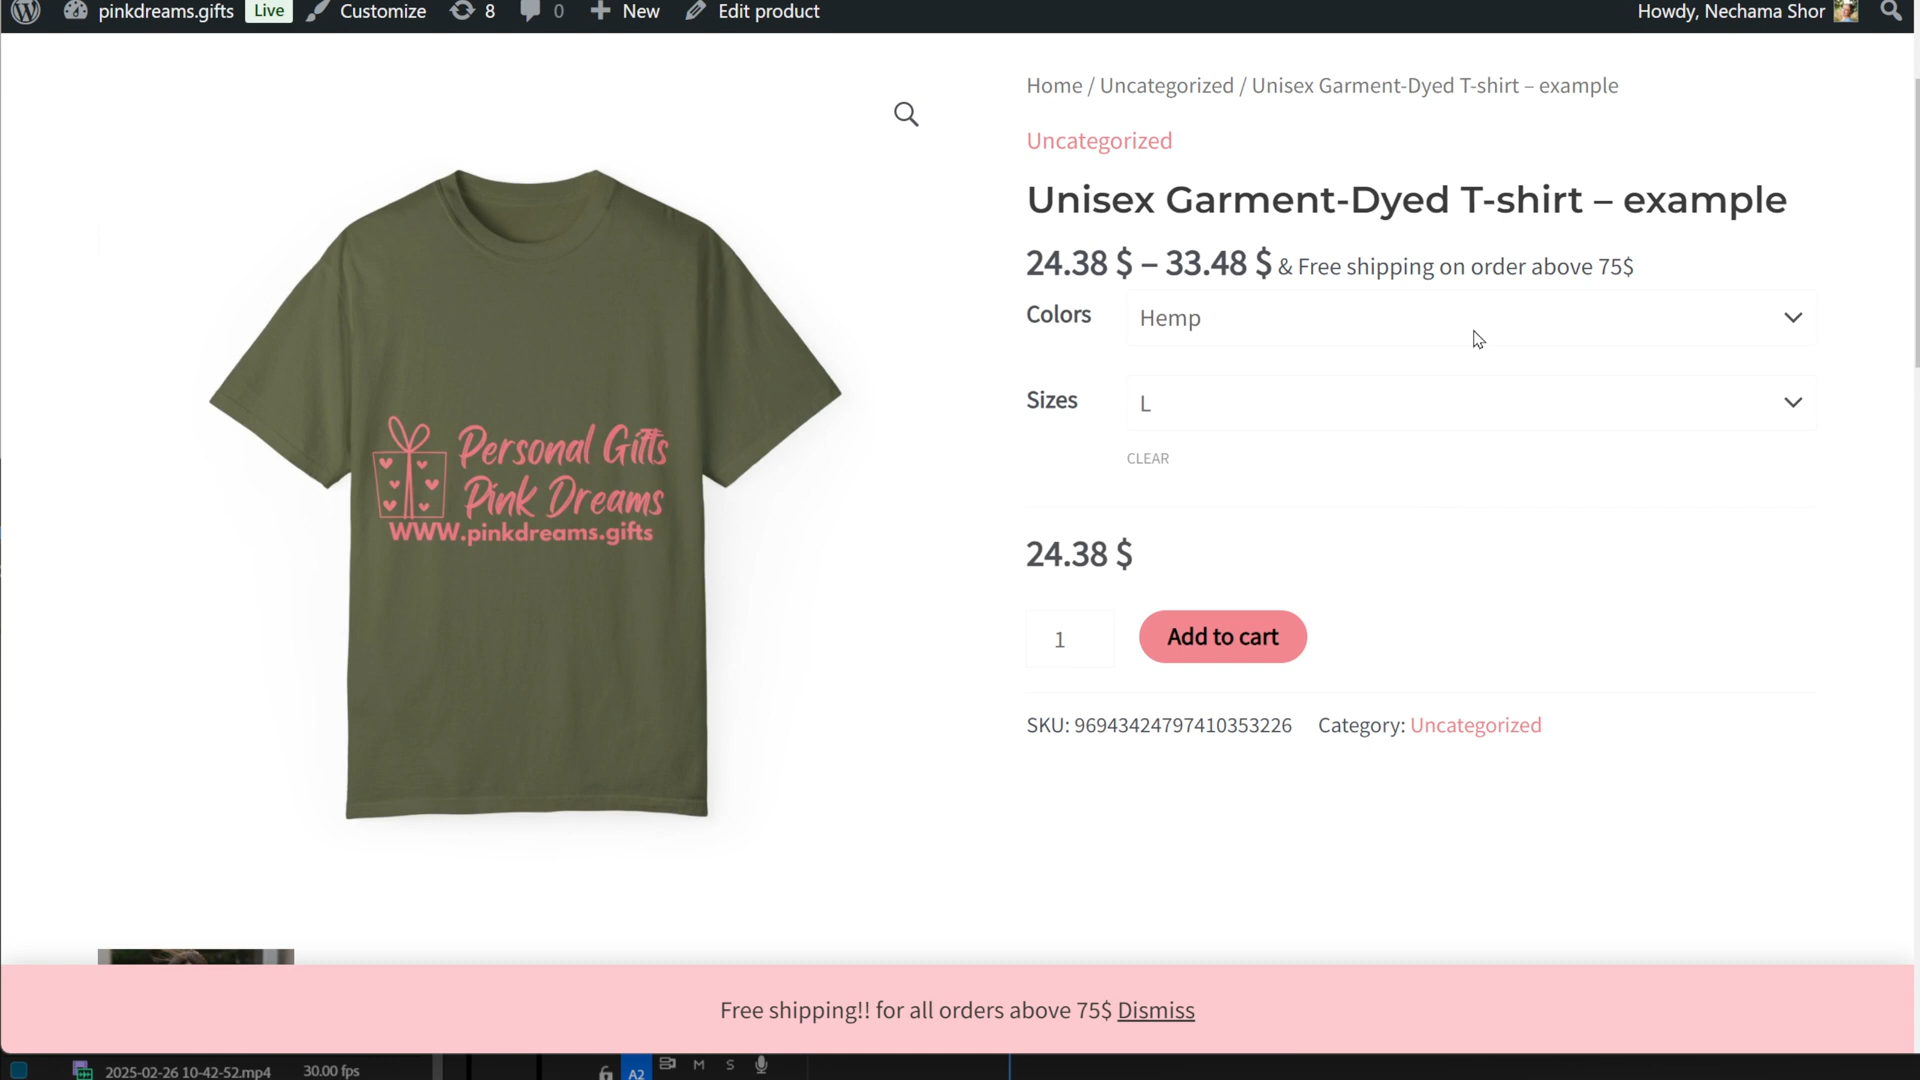 pinkdreams.gifts Live Customize 8 0 New Edit product Howdy, Nechama Shor
Home / Uncategorized / Unisex Garment-Dyed T-shirt – example
Uncategorized
Unisex Garment-Dyed T-shirt – example
24.38 $ – 33.48 $ & Free shipping on order above 75$
Colors Hemp
Sizes L
CLEAR
24.38 $
1 Add to cart
SKU: 96943424797410353226 Category: Uncategorized
Personal Gifts
Pink Dreams
WWW.pinkdreams.gifts
Free shipping!! for all orders above 75$ Dismiss
2025-02-26 10-42-52.mp4 30.00 fps A2 M S